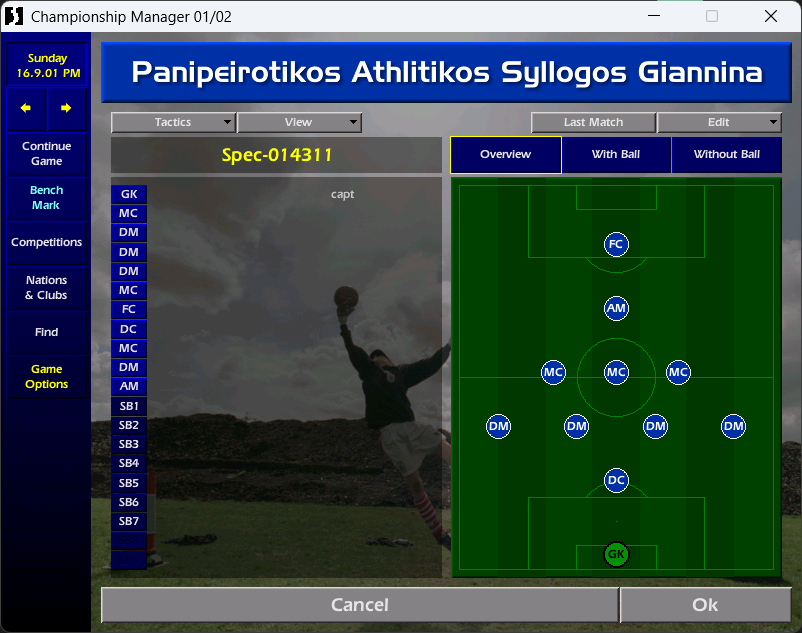 Championship Manager 01/02
Sunday
16.9.01 PM
Continue
Game
Bench
Mark
Competitions
Nations
& Clubs
Find
Game
Options
Panipeirotikos Athlitikos Syllogos Giannina
Tactics
View
Last Match
Edit
Spec-014311
Overview
With Ball
Without Ball
GK capt
MC
DM
DM
DM
MC
FC
DC
MC
DM
AM
SB1
SB2
SB3
SB4
SB5
SB6
SB7
FC
AM
MC MC MC
DM DM DM DM
DC
GK
Cancel
Ok